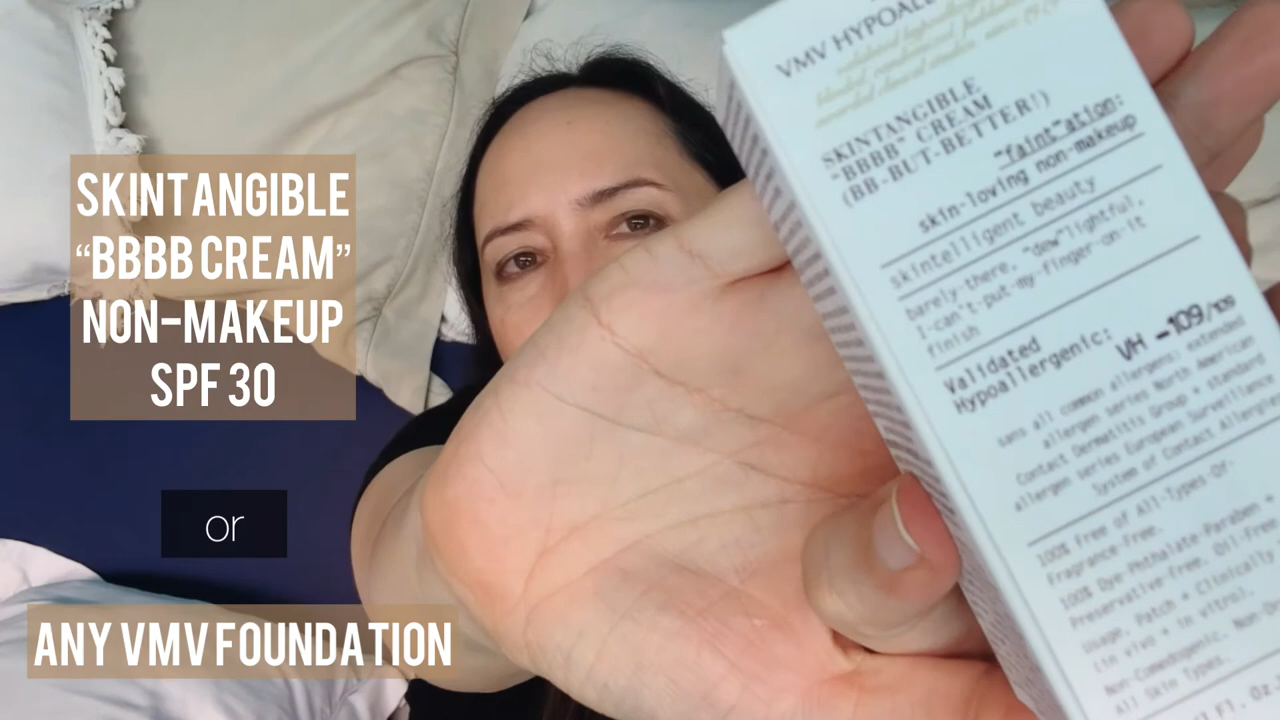 SKINTANGIBLE
“BBBB CREAM”
NON-MAKEUP
SPF 30
or
ANY VMV FOUNDATION
VMV HYPOALL
SKINTANGIBLE
"BBBB" CREAM
(BB-BUT-BETTER!)
"faint"ation:
skin-loving non-makeup
skintelligent beauty
barely-there, "dew"lightful,
I-can't-put-my-finger-on-it
finish
Validated
Hypoallergenic:
VH -109/109
sans all common allergens: extended
allergen series North American
Contact Dermatitis Group + standard
allergen series European Surveillance
System of Contact Allergies
100% Free of All-Types-Of-
Fragrance-Free.
100% Dye-Phthalate-Paraben +
Preservative-Free. Oil-Free
Usage, Patch + Clinically
(in vivo + in vitro).
Non-Comedogenic. Non-
All Skin Types.
Fl. Oz.